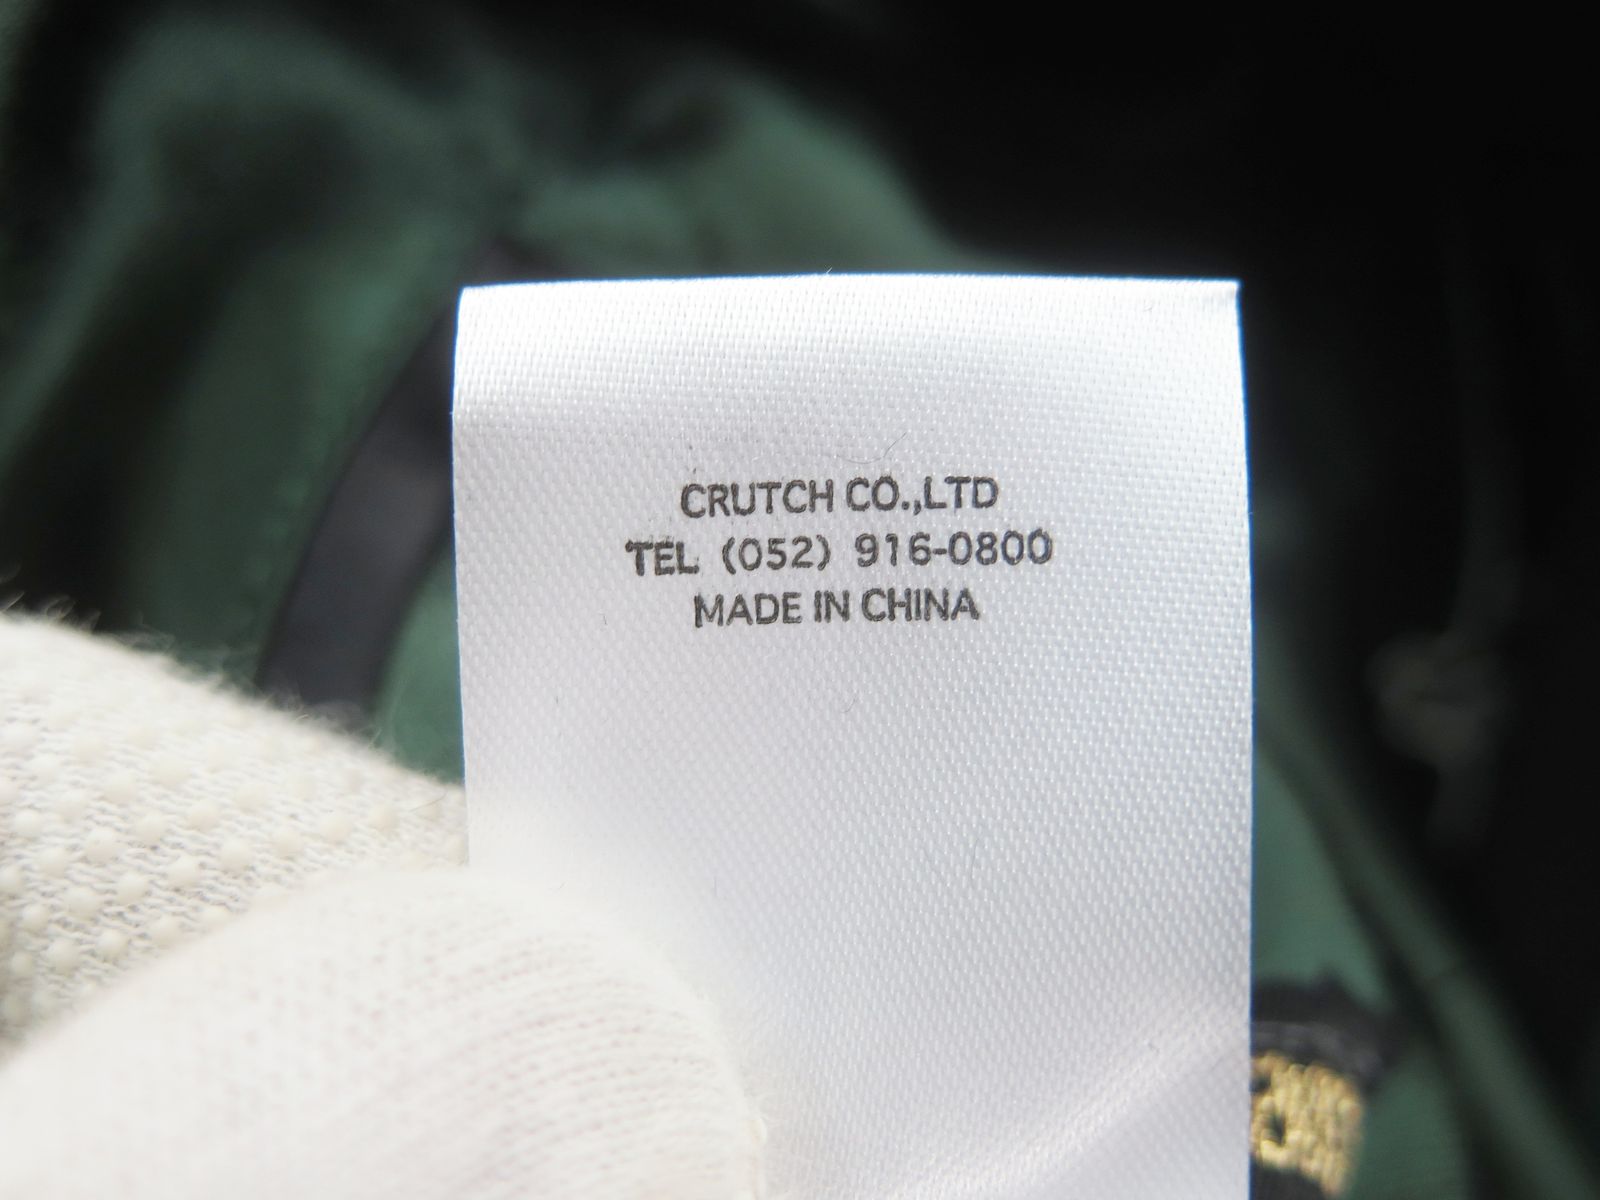 CRUTCH CO.,LTD
TEL (052) 916-0800
MADE IN CHINA